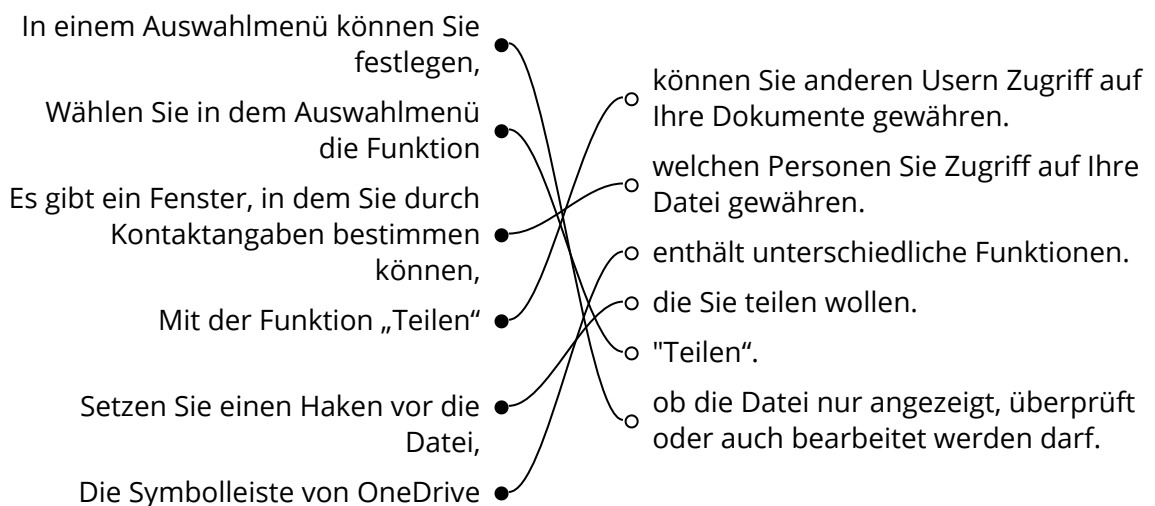 In einem Auswahlmenü können Sie
festlegen,
Wählen Sie in dem Auswahlmenü
die Funktion
Es gibt ein Fenster, in dem Sie durch
Kontaktangaben bestimmen
können,
Mit der Funktion „Teilen“
Setzen Sie einen Haken vor die
Datei,
Die Symbolleiste von OneDrive
können Sie anderen Usern Zugriff auf
Ihre Dokumente gewähren.
welchen Personen Sie Zugriff auf Ihre
Datei gewähren.
enthält unterschiedliche Funktionen.
die Sie teilen wollen.
"Teilen“.
ob die Datei nur angezeigt, überprüft
oder auch bearbeitet werden darf.